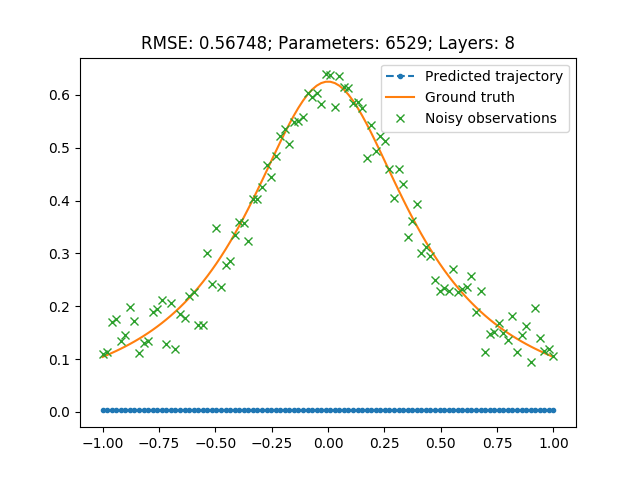 RMSE: 0.56748; Parameters: 6529; Layers: 8
Predicted trajectory
Ground truth
Noisy observations
0.6
0.5
0.4
0.3
0.2
0.1
0.0
−1.00 −0.75 −0.50 −0.25 0.00 0.25 0.50 0.75 1.00